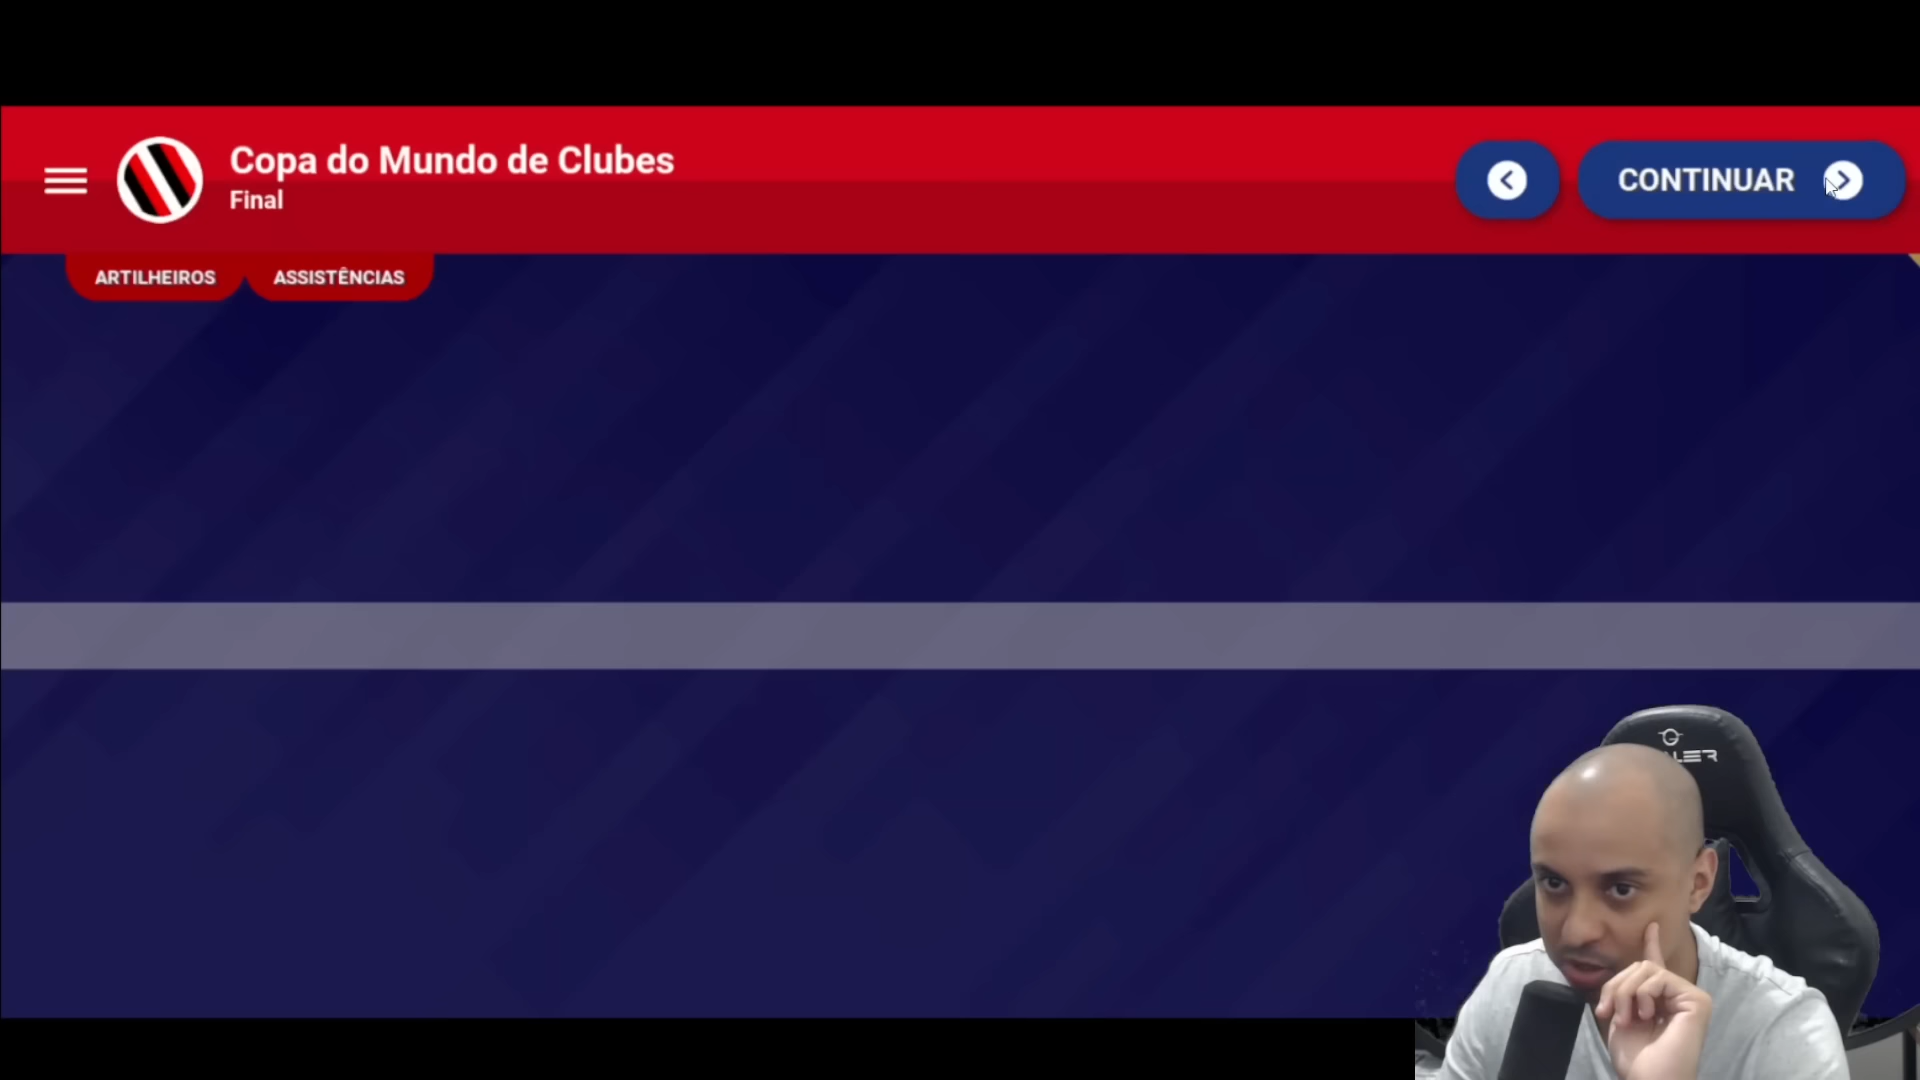 Copa do Mundo de Clubes
Final
CONTINUAR
ARTILHEIROS
ASSISTÊNCIAS